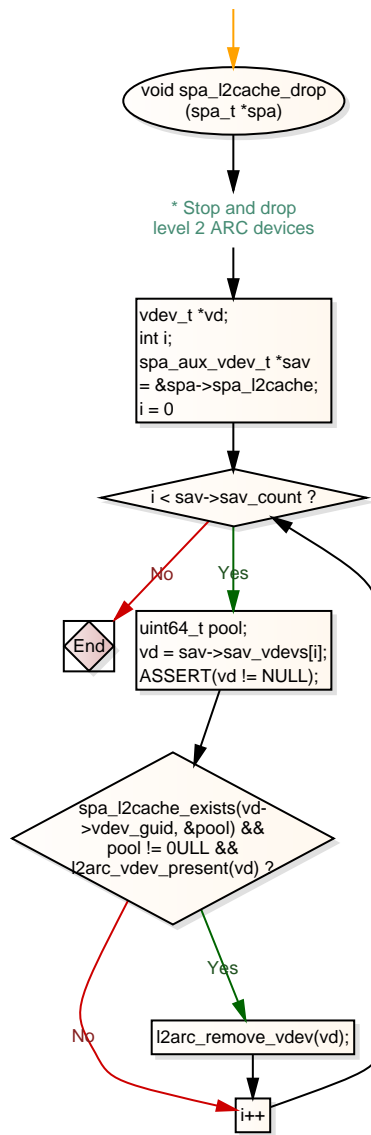 void spa_l2cache_drop
(spa_t *spa)
* Stop and drop
level 2 ARC devices
vdev_t *vd;
int i;
spa_aux_vdev_t *sav
= &spa->spa_l2cache;
i = 0
i < sav->sav_count ?
No
Yes
End
uint64_t pool;
vd = sav->sav_vdevs[i];
ASSERT(vd != NULL);
spa_l2cache_exists(vd-
>vdev_guid, &pool) &&
pool != 0ULL &&
l2arc_vdev_present(vd) ?
Yes
No
l2arc_remove_vdev(vd);
i++